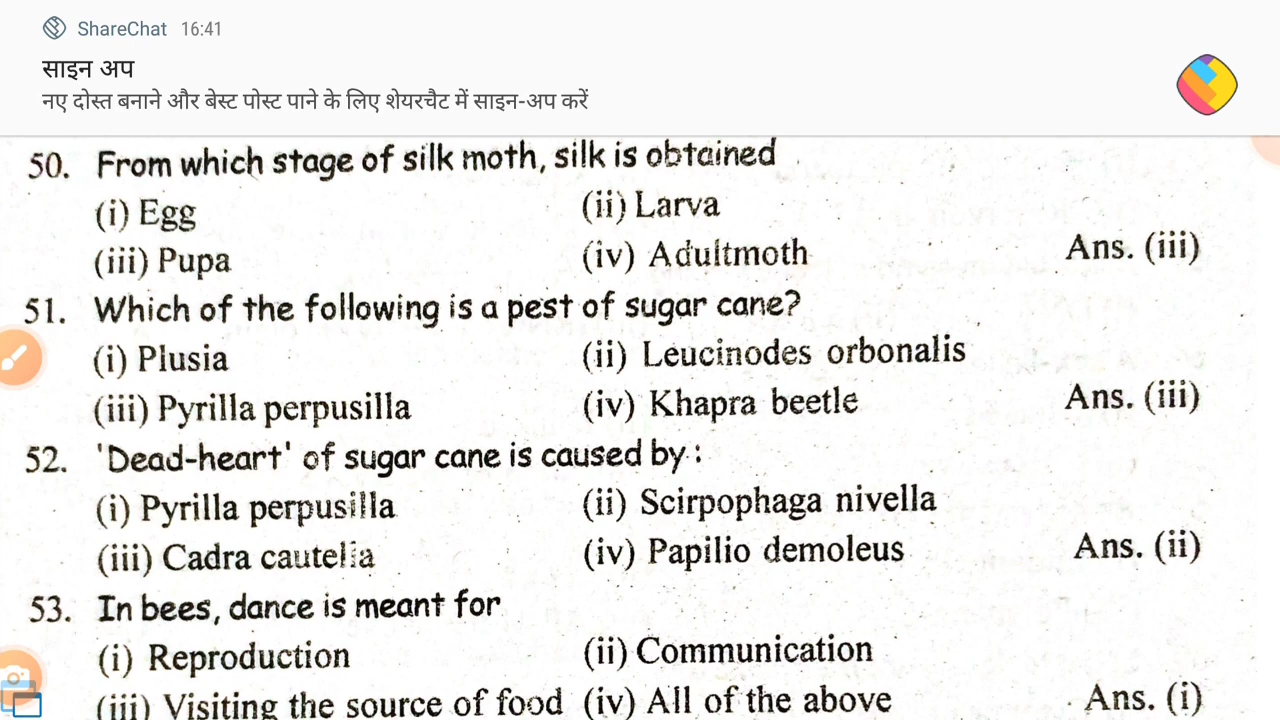 ShareChat 16:41
साइन अप
नए दोस्त बनाने और बेस्ट पोस्ट पाने के लिए शेयरचैट में साइन-अप करें
50. From which stage of silk moth, silk is obtained
(i) Egg (ii) Larva
(iii) Pupa (iv) Adultmoth Ans. (iii)
51. Which of the following is a pest of sugar cane?
(i) Plusia (ii) Leucinodes orbonalis
(iii) Pyrilla perpusilla (iv) Khapra beetle Ans. (iii)
52. 'Dead-heart' of sugar cane is caused by :
(i) Pyrilla perpusilla (ii) Scirpophaga nivella
(iii) Cadra cautella (iv) Papilio demoleus Ans. (ii)
53. In bees, dance is meant for
(i) Reproduction (ii) Communication
(iii) Visiting the source of food (iv) All of the above Ans. (i)